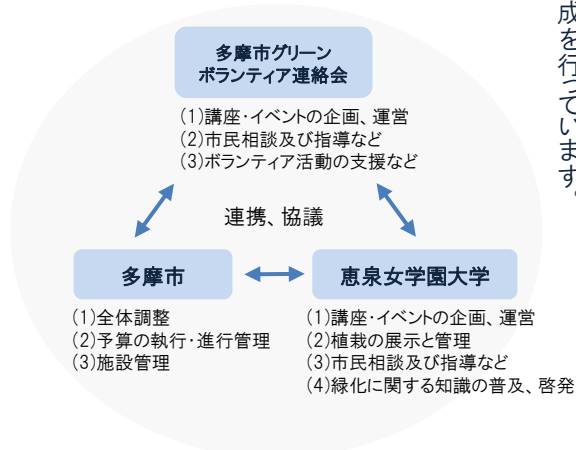 成を行っています。
多摩市グリーン
ボランティア連絡会
(1)講座・イベントの企画、運営
(2)市民相談及び指導など
(3)ボランティア活動の支援など
連携、協議
多摩市
(1)全体調整
(2)予算の執行・進行管理
(3)施設管理
恵泉女学園大学
(1)講座・イベントの企画、運営
(2)植栽の展示と管理
(3)市民相談及び指導など
(4)緑化に関する知識の普及、啓発